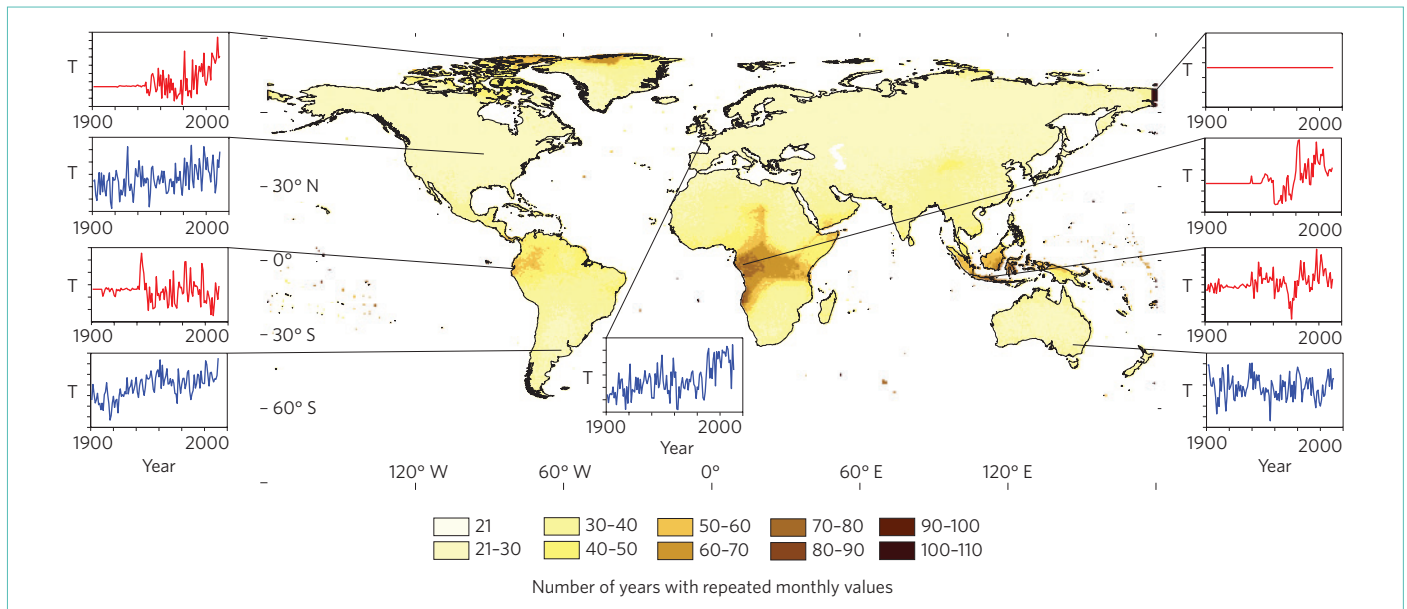 T
1900 2000
T
T
1900 2000
T
1900 2000
Year
T
1900 2000
T
1900 2000
T
1900 2000
T
1900 2000
Year
T
1900 2000
Year
30° N
0°
30° S
60° S
120° W 60° W 0° 60° E 120° E
21 30–40 50–60 70–80 90–100
21–30 40–50 60–70 80–90 100–110
Number of years with repeated monthly values